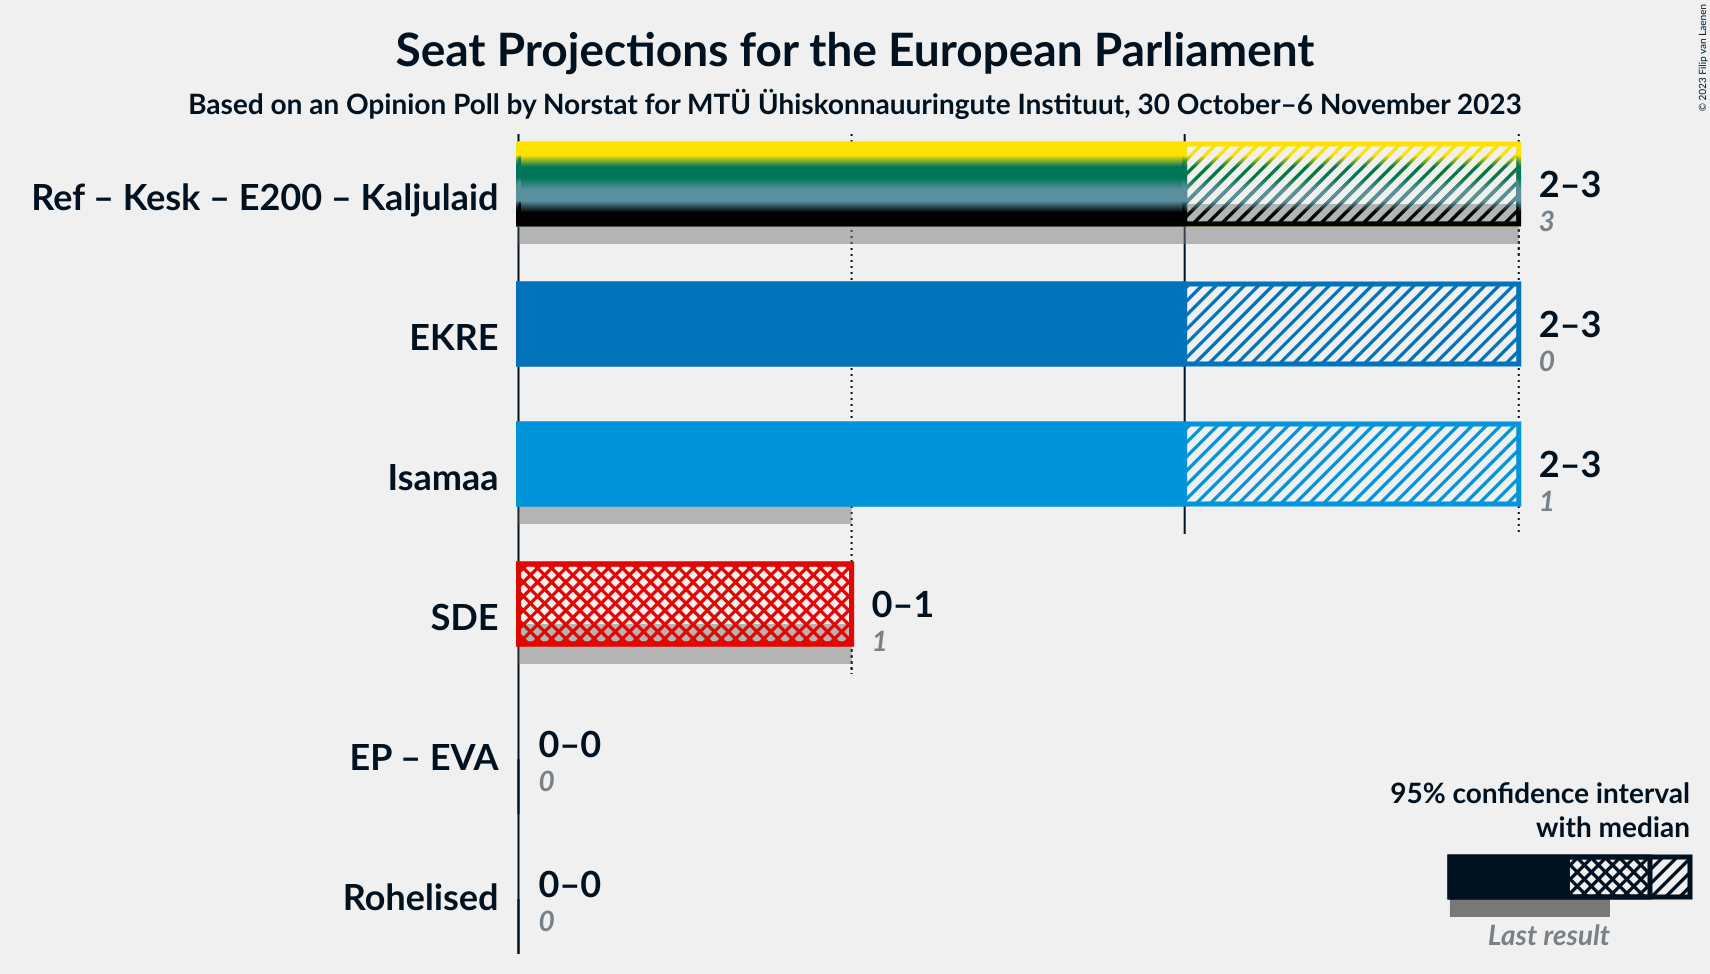 Seat Projections for the European Parliament
Based on an Opinion Poll by Norstat for MTÜ Ühiskonnauuringute Instituut, 30 October–6 November 2023
© 2023 Filip van Laenen
Ref – Kesk – E200 – Kaljulaid
2–3
3
EKRE
2–3
0
Isamaa
2–3
1
SDE
0–1
1
EP – EVA
0–0
0
Rohelised
0–0
0
95% confidence interval
with median
Last result